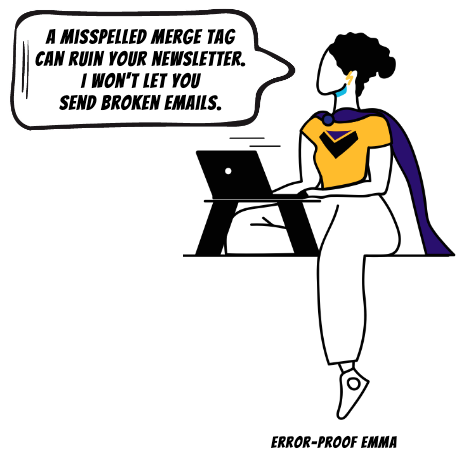 A MISSPELLED MERGE TAG
CAN RUIN YOUR NEWSLETTER.
I WON'T LET YOU
SEND BROKEN EMAILS.
ERROR-PROOF EMMA